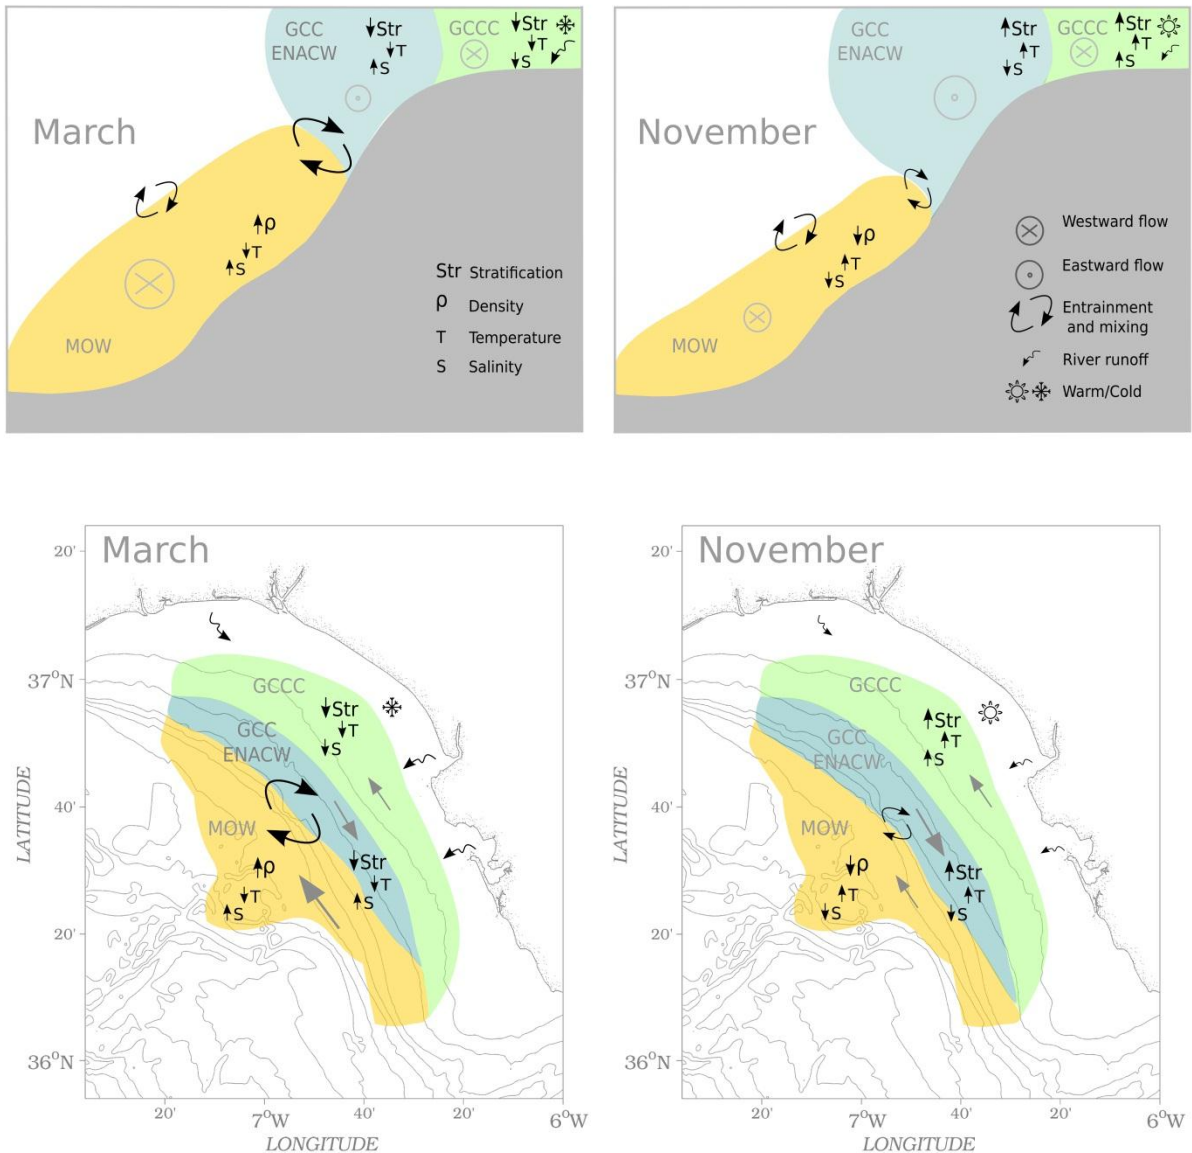 GCC
ENACW
↓Str
↓T
↑S
GCCC
↓Str
↓T
↓S
March
↑ρ
↓T
↑S
MOW
Str Stratification
ρ Density
T Temperature
S Salinity
GCC
ENACW
↑Str
↑T
↓S
GCCC
↑Str
↑T
↑S
November
↓ρ
↑T
↓S
MOW
Westward flow
Eastward flow
Entrainment
and mixing
River runoff
Warm/Cold
March
20'
37°N
40'
20'
36°N
LATITUDE
GCCC
↓Str
↓T
↓S
GCC
ENACW
MOW
↑ρ
↓T
↑S
↓Str
↓T
↑S
20'
7°W
40'
20'
6°W
LONGITUDE
November
20'
37°N
40'
20'
36°N
LATITUDE
GCCC
↑Str
↑T
↑S
GCC
ENACW
MOW
↓ρ
↑T
↓S
↑Str
↑T
↓S
20'
7°W
40'
20'
6°W
LONGITUDE